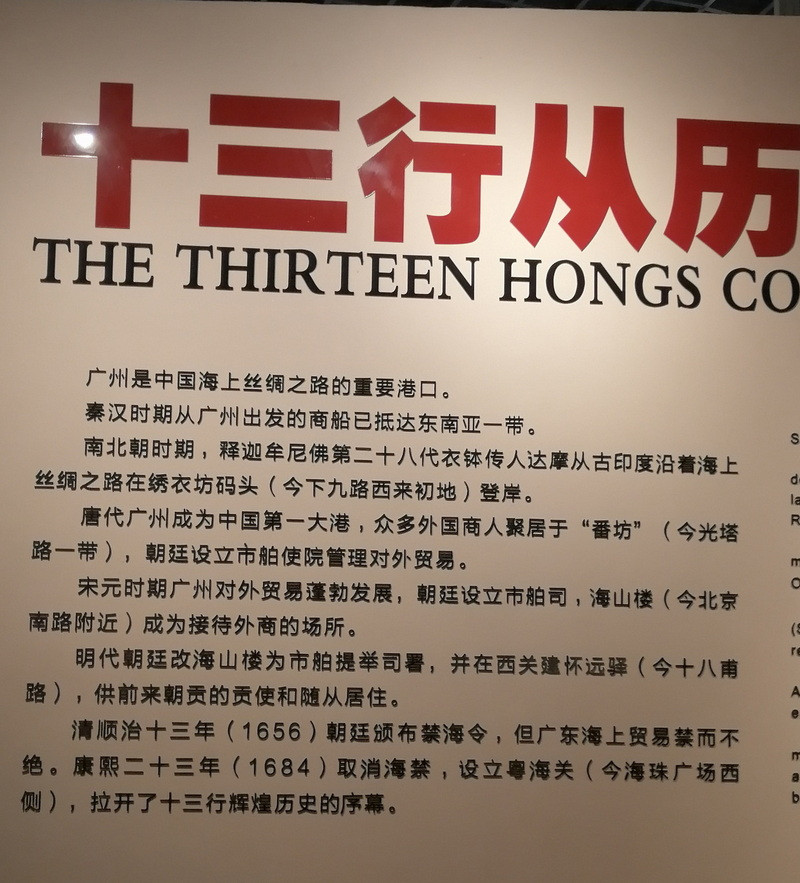 十三行从历
THE THIRTEEN HONGS CO
广州是中国海上丝绸之路的重要港口。
秦汉时期从广州出发的商船已抵达东南亚一带。
南北朝时期，释迦牟尼佛第二十八代衣钵传人达摩从古印度沿着海上
丝绸之路在绣衣坊码头（今下九路西来初地）登岸。
唐代广州成为中国第一大港，众多外国商人聚居于“番坊”（今光塔
路一带），朝廷设立市舶使院管理对外贸易。
宋元时期广州对外贸易蓬勃发展，朝廷设立市舶司，海山楼（今北京
南路附近）成为接待外商的场所。
明代朝廷改海山楼为市舶提举司署，并在西关建怀远驿（今十八甫
路），供前来朝贡的贡使和随从居住。
清顺治十三年（1656）朝廷颁布禁海令，但广东海上贸易禁而不
绝。康熙二十三年（1684）取消海禁，设立粤海关（今海珠广场西
侧），拉开了十三行辉煌历史的序幕。